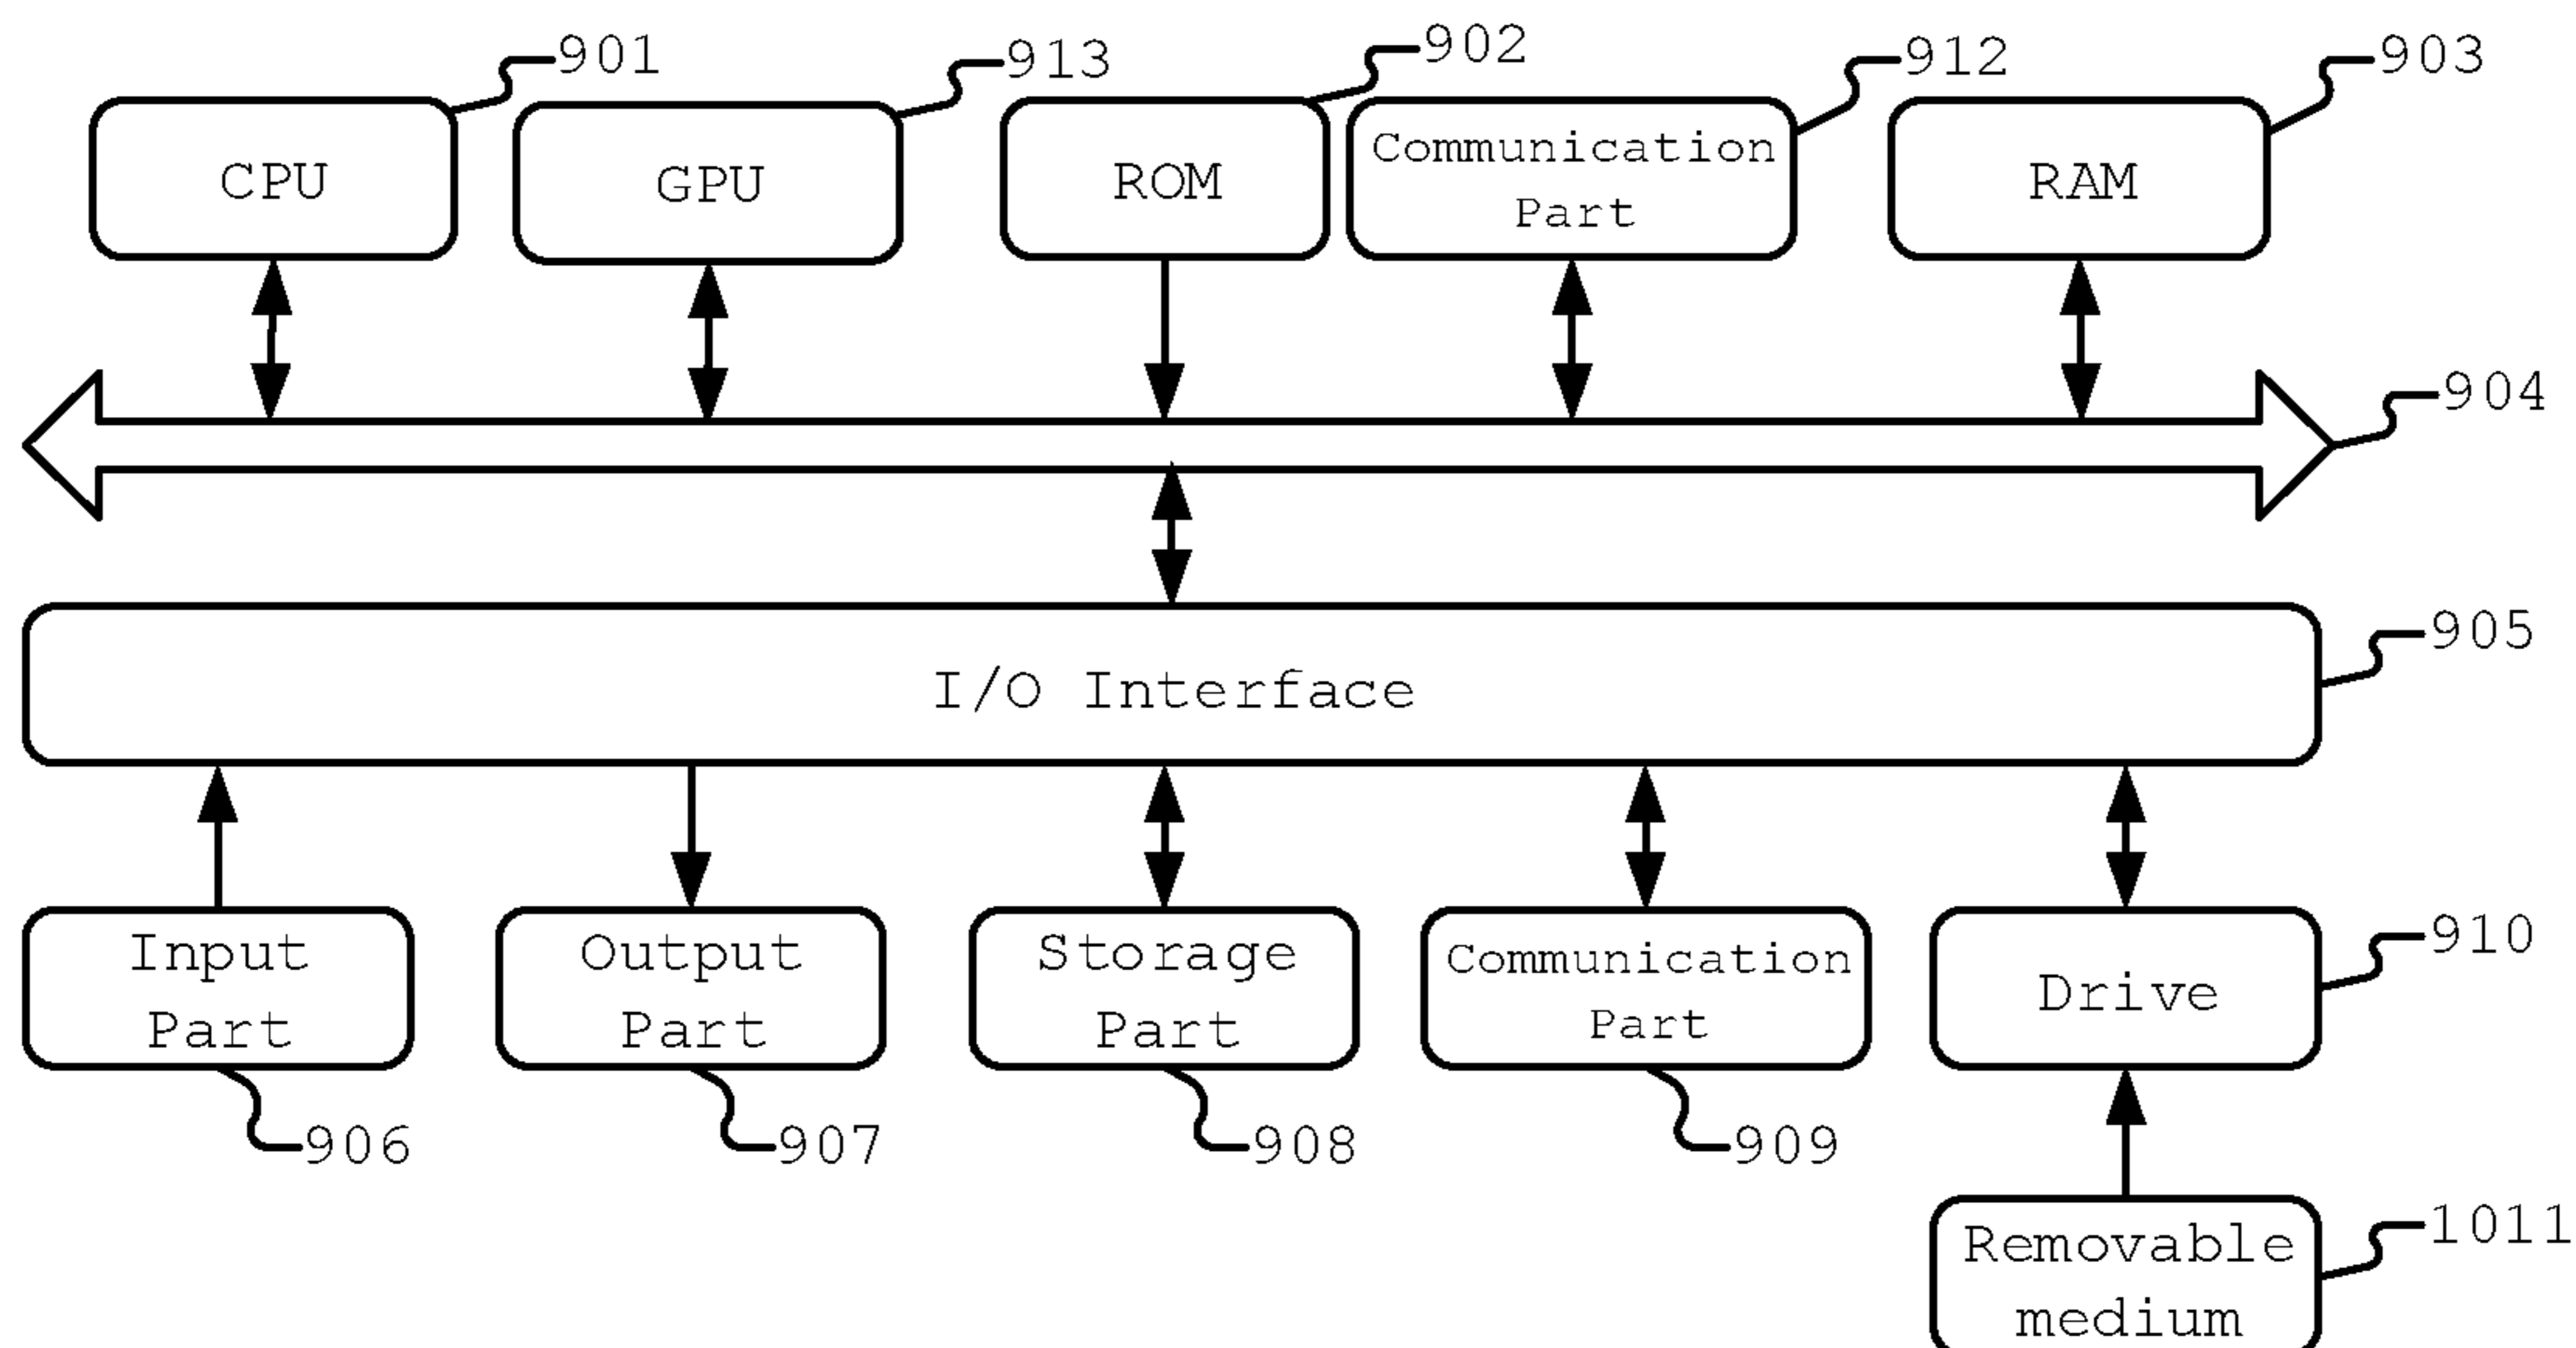 901
913
902
912
903
CPU
GPU
ROM
Communication
Part
RAM
904
905
I/O Interface
Input
Part
Output
Part
Storage
Part
Communication
Part
Drive
910
906
907
908
909
1011
Removable
medium